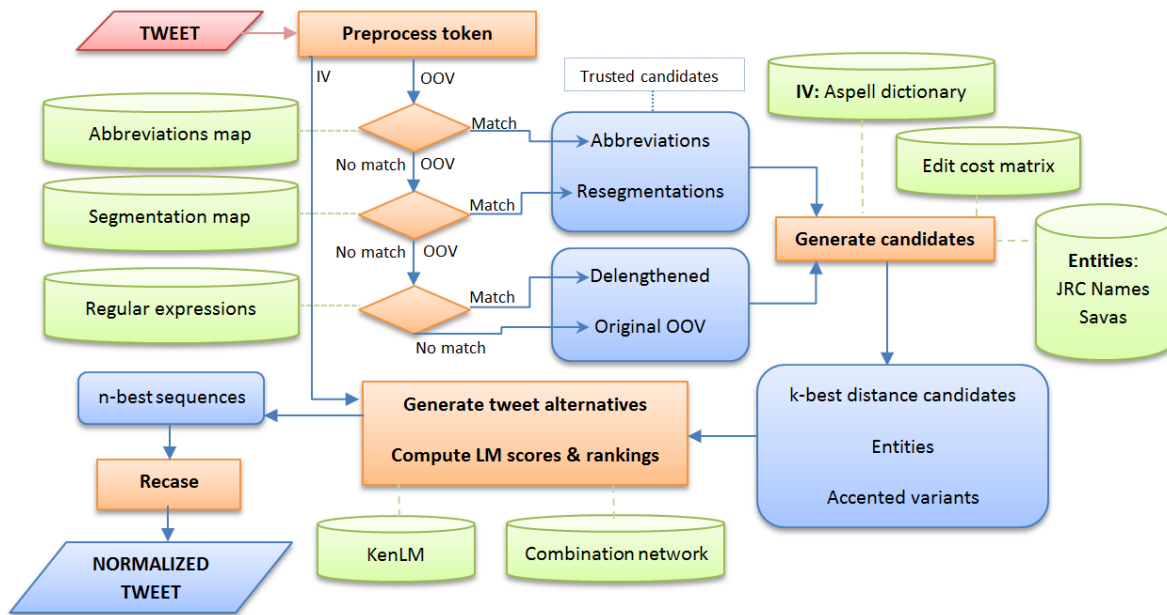 TWEET
Preprocess token
IV
OOV
Trusted candidates
IV: Aspell dictionary
Abbreviations map
Match
Abbreviations
No match
OOV
Edit cost matrix
Segmentation map
Match
Resegmentations
Generate candidates
No match
OOV
Entities:
JRC Names
Savas
Regular expressions
Match
Delengthened
Original OOV
No match
n-best sequences
Generate tweet alternatives
Compute LM scores & rankings
k-best distance candidates
Entities
Accented variants
Recase
KenLM
Combination network
NORMALIZED
TWEET